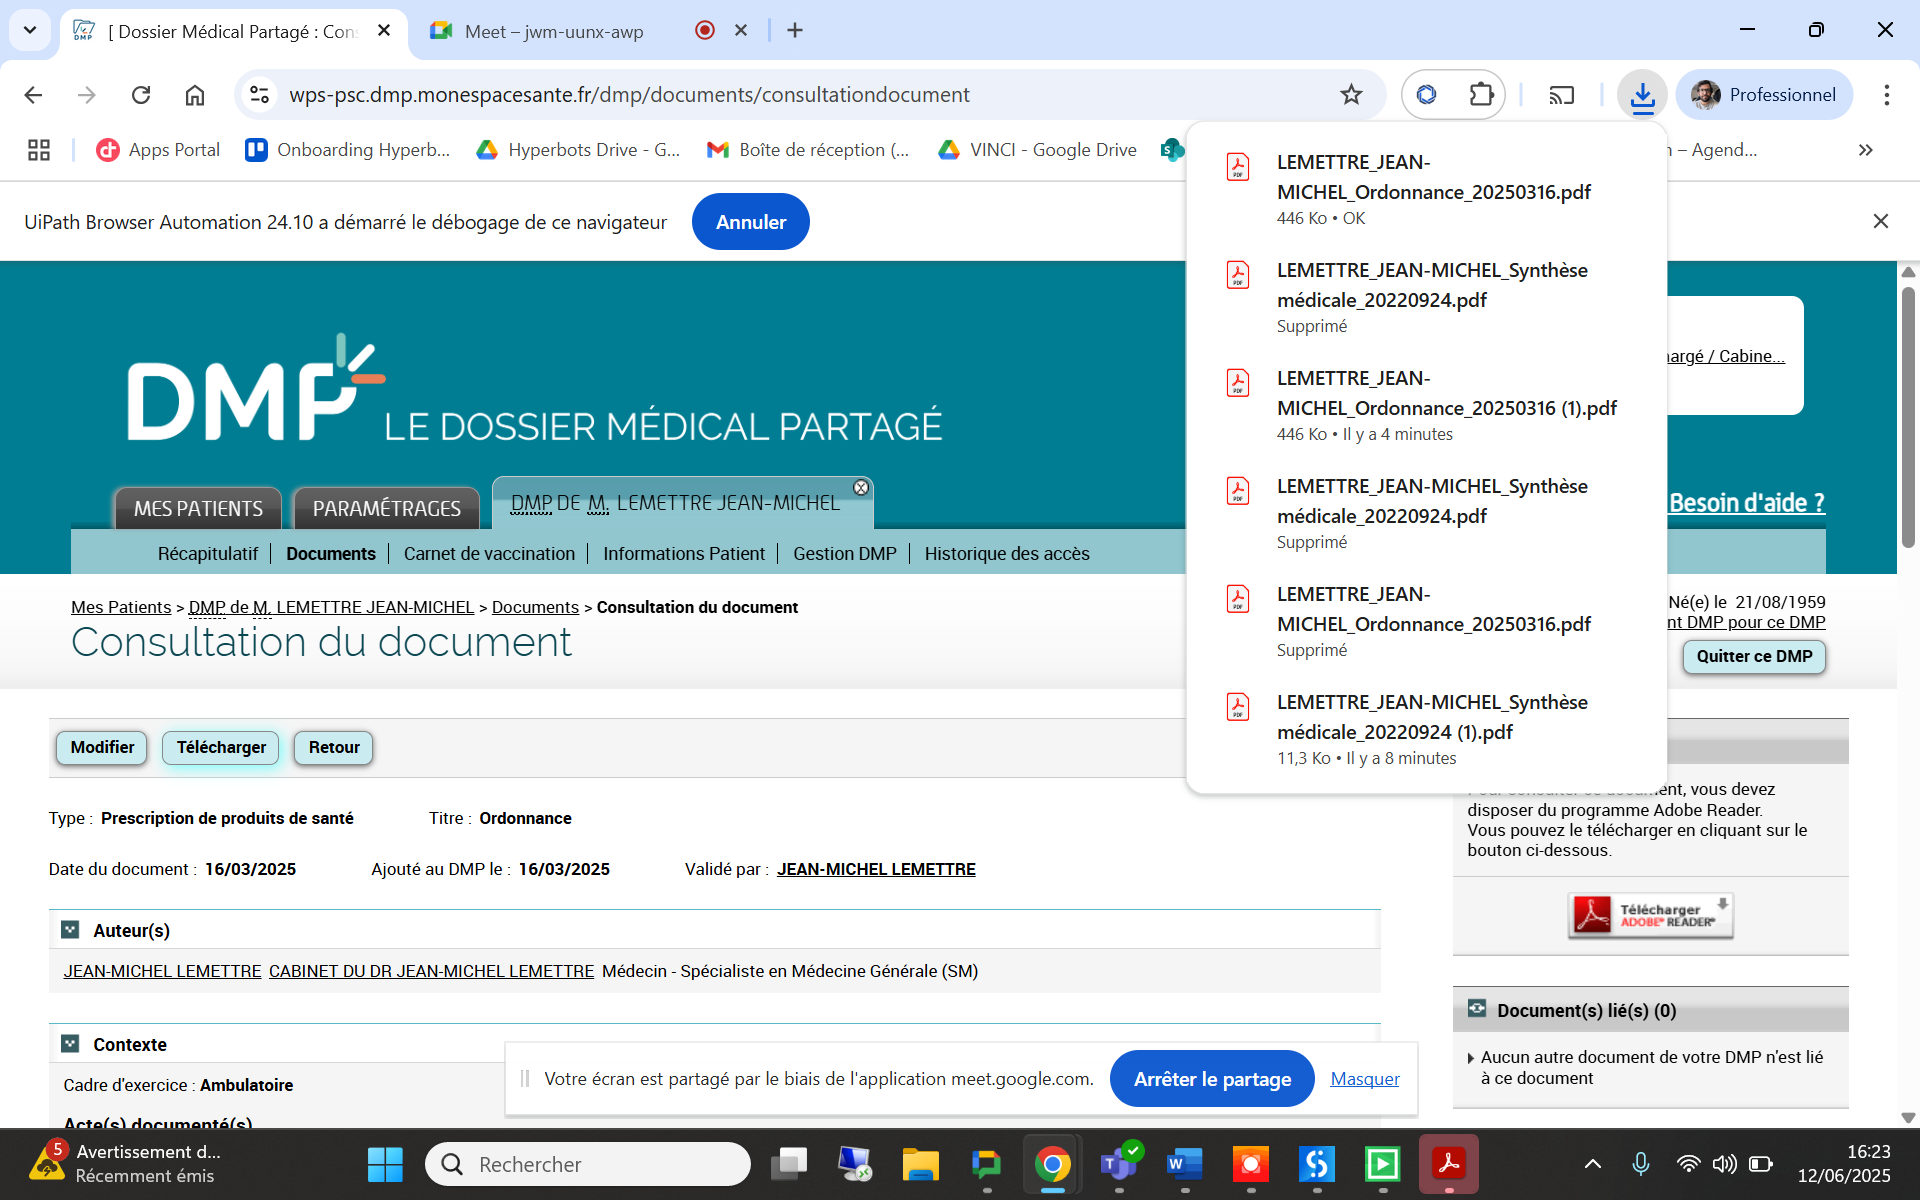 [ Dossier Médical Partagé : Con
Meet – jwm-uunx-awp
wps-psc.dmp.monespacesante.fr/dmp/documents/consultationdocument
Professionnel
Apps Portal
Onboarding Hyperb...
Hyperbots Drive - G...
Boîte de réception (...
VINCI - Google Drive
– Agend...
UiPath Browser Automation 24.10 a démarré le débogage de ce navigateur
Annuler
LEMETTRE_JEAN-
MICHEL_Ordonnance_20250316.pdf
446 Ko • OK
LEMETTRE_JEAN-MICHEL_Synthèse
médicale_20220924.pdf
Supprimé
LEMETTRE_JEAN-
MICHEL_Ordonnance_20250316 (1).pdf
446 Ko • Il y a 4 minutes
LEMETTRE_JEAN-MICHEL_Synthèse
médicale_20220924.pdf
Supprimé
LEMETTRE_JEAN-
MICHEL_Ordonnance_20250316.pdf
Supprimé
LEMETTRE_JEAN-MICHEL_Synthèse
médicale_20220924 (1).pdf
11,3 Ko • Il y a 8 minutes
argé / Cabine...
DMP LE DOSSIER MÉDICAL PARTAGÉ
Besoin d'aide ?
MES PATIENTS
PARAMÉTRAGES
DMP DE M. LEMETTRE JEAN-MICHEL
Récapitulatif
Documents
Carnet de vaccination
Informations Patient
Gestion DMP
Historique des accès
Mes Patients > DMP de M. LEMETTRE JEAN-MICHEL > Documents > Consultation du document
Né(e) le 21/08/1959
nt DMP pour ce DMP
Consultation du document
Quitter ce DMP
Modifier
Télécharger
Retour
Type : Prescription de produits de santé
Titre : Ordonnance
Date du document : 16/03/2025
Ajouté au DMP le : 16/03/2025
Validé par : JEAN-MICHEL LEMETTRE
Pour consulter ce document, vous devez
disposer du programme Adobe Reader.
Vous pouvez le télécharger en cliquant sur le
bouton ci-dessous.
Télécharger
ADOBE® READER®
Auteur(s)
JEAN-MICHEL LEMETTRE CABINET DU DR JEAN-MICHEL LEMETTRE Médecin - Spécialiste en Médecine Générale (SM)
Document(s) lié(s) (0)
Aucun autre document de votre DMP n'est lié
à ce document
Contexte
Cadre d'exercice : Ambulatoire
Acte(s) documenté(s)
Votre écran est partagé par le biais de l'application meet.google.com.
Arrêter le partage
Masquer
5
Avertissement d...
Récemment émis
Rechercher
16:23
12/06/2025